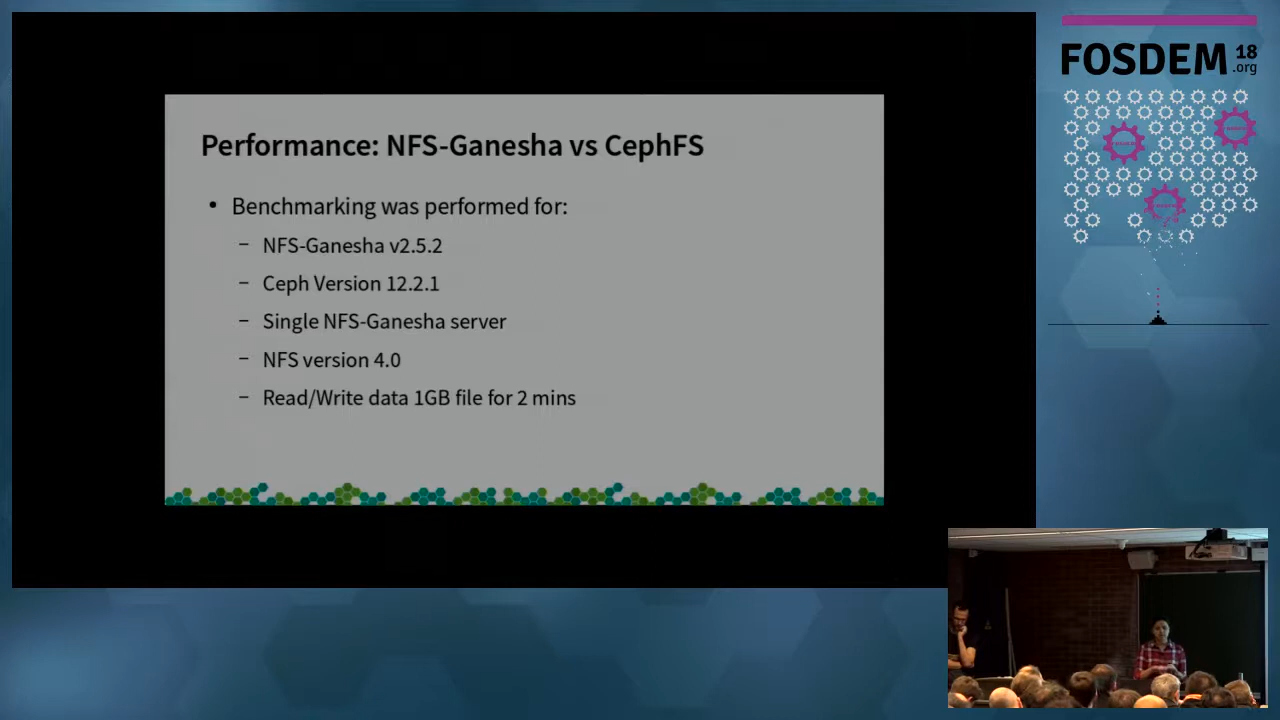 Performance: NFS-Ganesha vs CephFS
• Benchmarking was performed for:
– NFS-Ganesha v2.5.2
– Ceph Version 12.2.1
– Single NFS-Ganesha server
– NFS version 4.0
– Read/Write data 1GB file for 2 mins
FOSDEM 18
.org